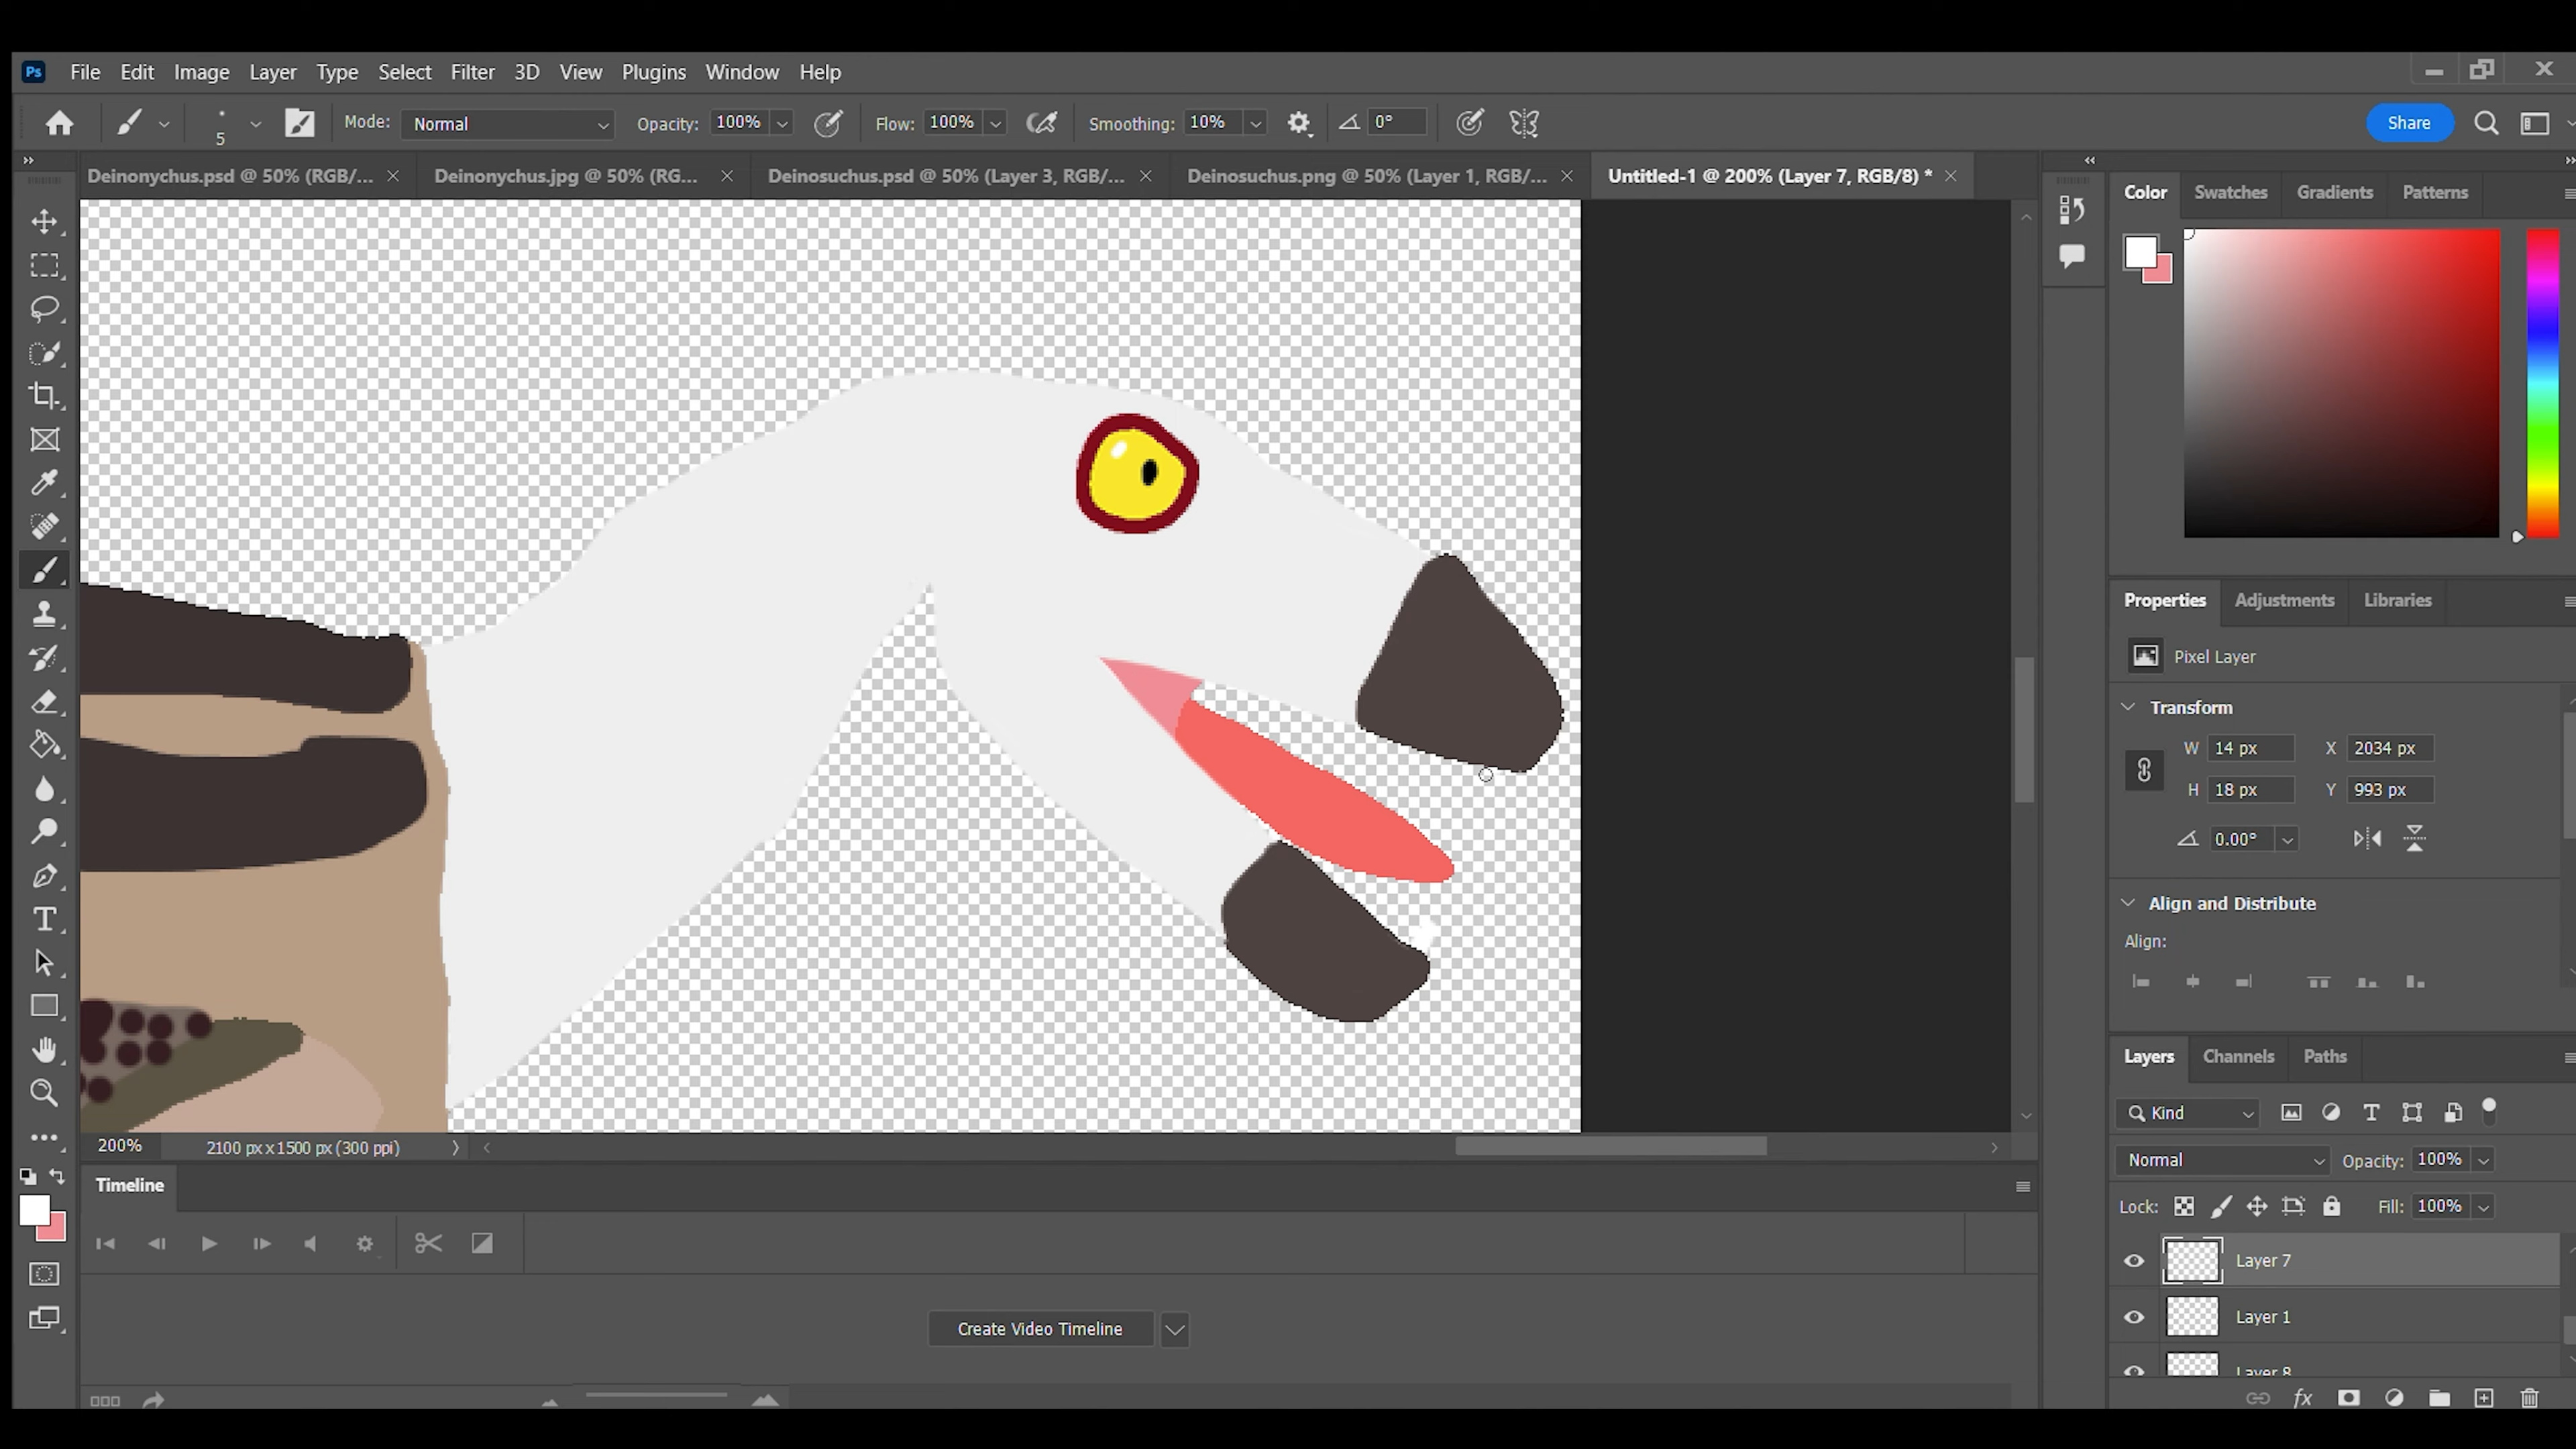 Ps File Edit Image Layer Type Select Filter 3D View Plugins Window Help
5 Mode: Normal Opacity: 100% Flow: 100% Smoothing: 10% 0° Share
Deinonychus.psd @ 50% (RGB/... Deinonychus.jpg @ 50% (RG... Deinosuchus.psd @ 50% (Layer 3, RGB/... Deinosuchus.png @ 50% (Layer 1, RGB/... Untitled-1 @ 200% (Layer 7, RGB/8) *
Color Swatches Gradients Patterns
Properties Adjustments Libraries
Pixel Layer
Transform
W 14 px X 2034 px
H 18 px Y 993 px
0.00°
Align and Distribute
Align:
Layers Channels Paths
Kind
Normal Opacity: 100%
Lock: Fill: 100%
Layer 7
Layer 1
Layer 8
200% 2100 px x 1500 px (300 ppi)
Timeline
Create Video Timeline
fx